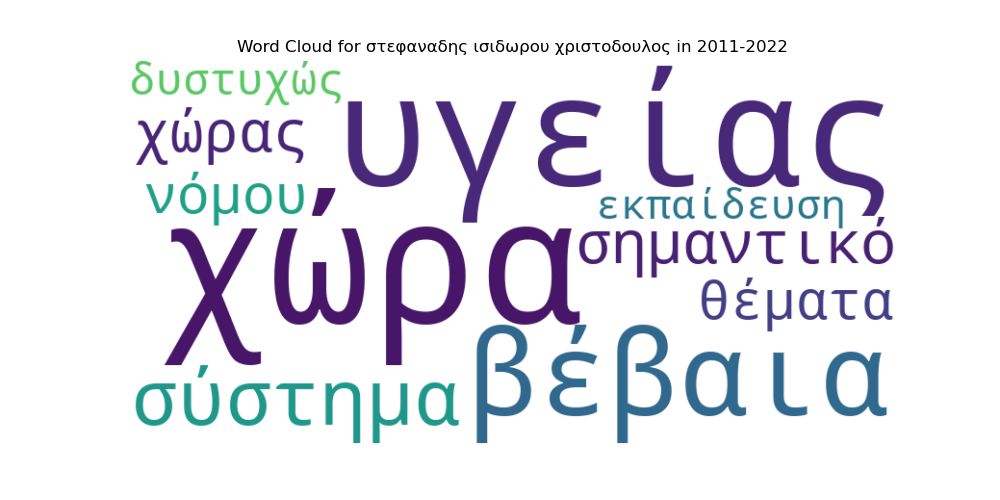 Word Cloud for στεφαναδης ισιδωρου χριστοδουλος in 2011-2022
δυστυχώς
υγείας
χώρας
νόμου
εκπαίδευση
χώρα
σημαντικό
θέματα
βέβαια
σύστημα